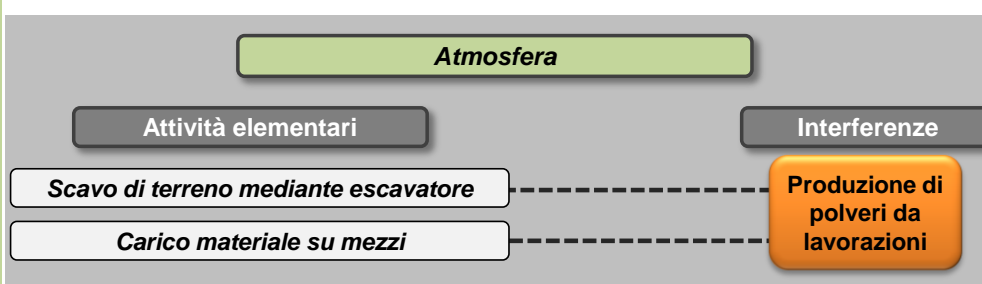 Atmosfera
Attività elementari
Interferenze
Scavo di terreno mediante escavatore
Carico materiale su mezzi
Produzione di
polveri da
lavorazioni